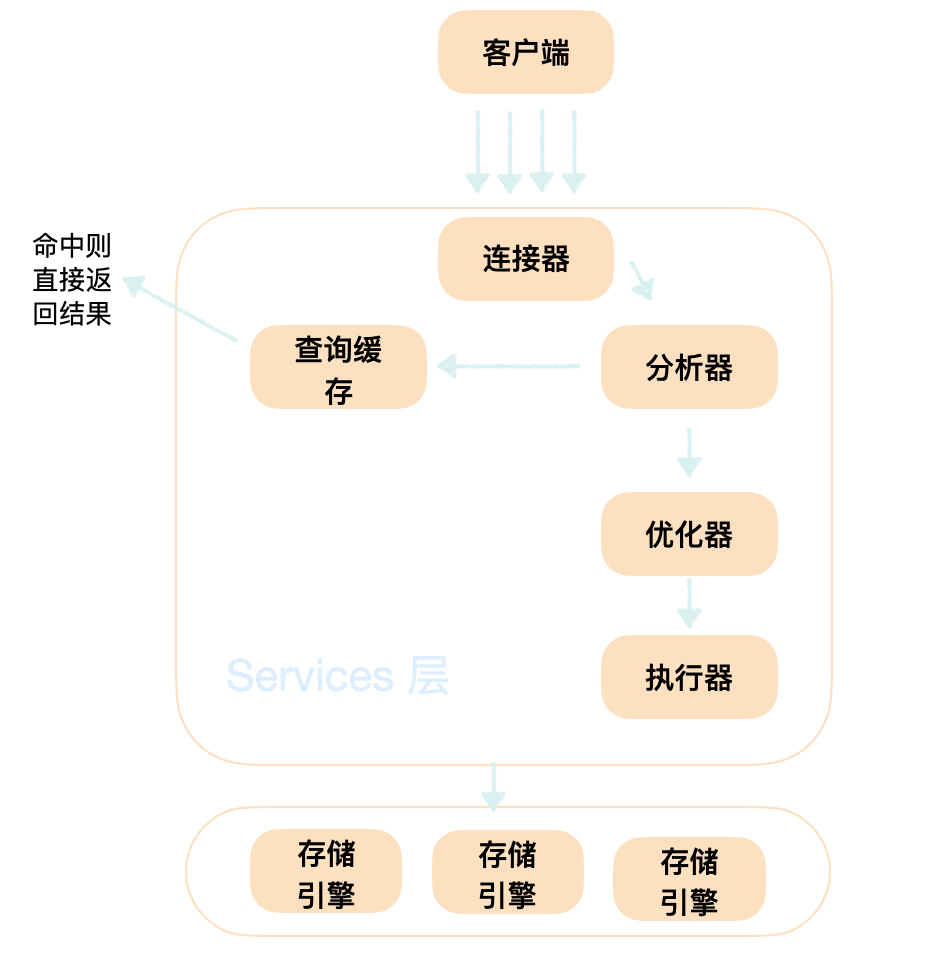 客户端
连接器
命中则
直接返
回结果
查询缓
存
分析器
优化器
执行器
Services 层
存储
引擎
存储
引擎
存储
引擎